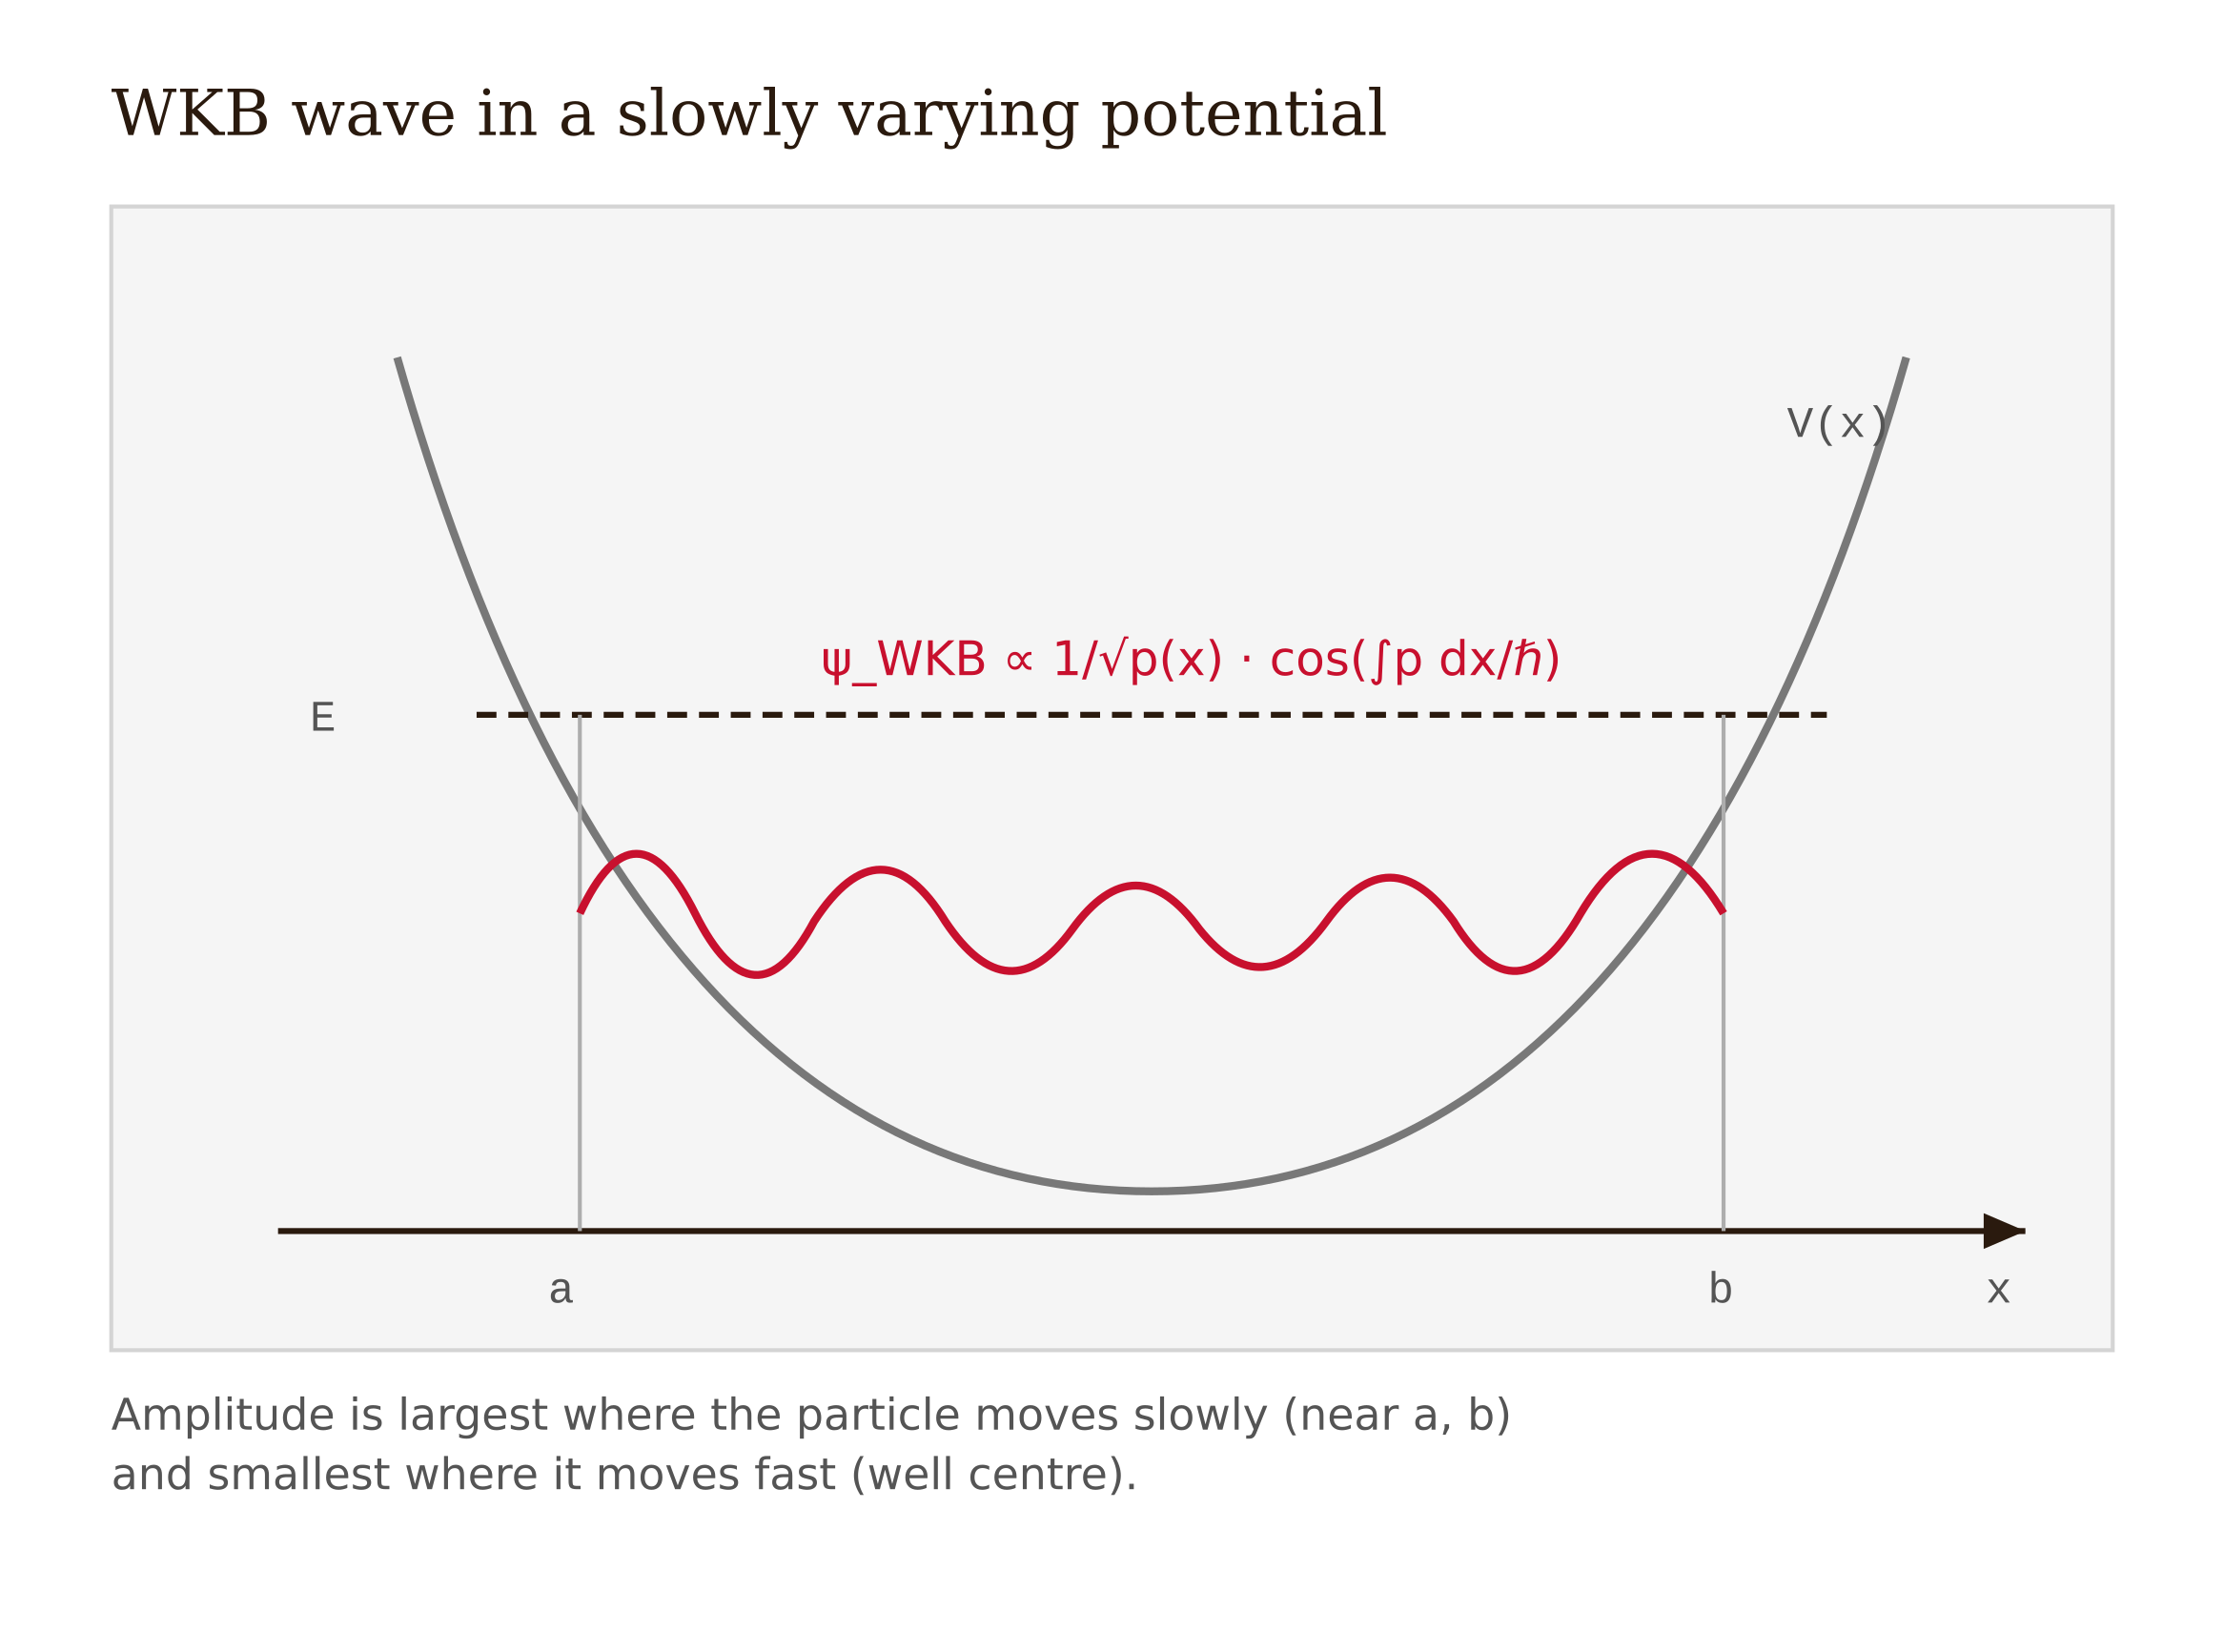 WKB wave in a slowly varying potential
V(x)
ψ_WKB ∝ 1/√p(x) · cos(∫p dx/ℏ)
E
a
b
x
Amplitude is largest where the particle moves slowly (near a, b)
and smallest where it moves fast (well centre).